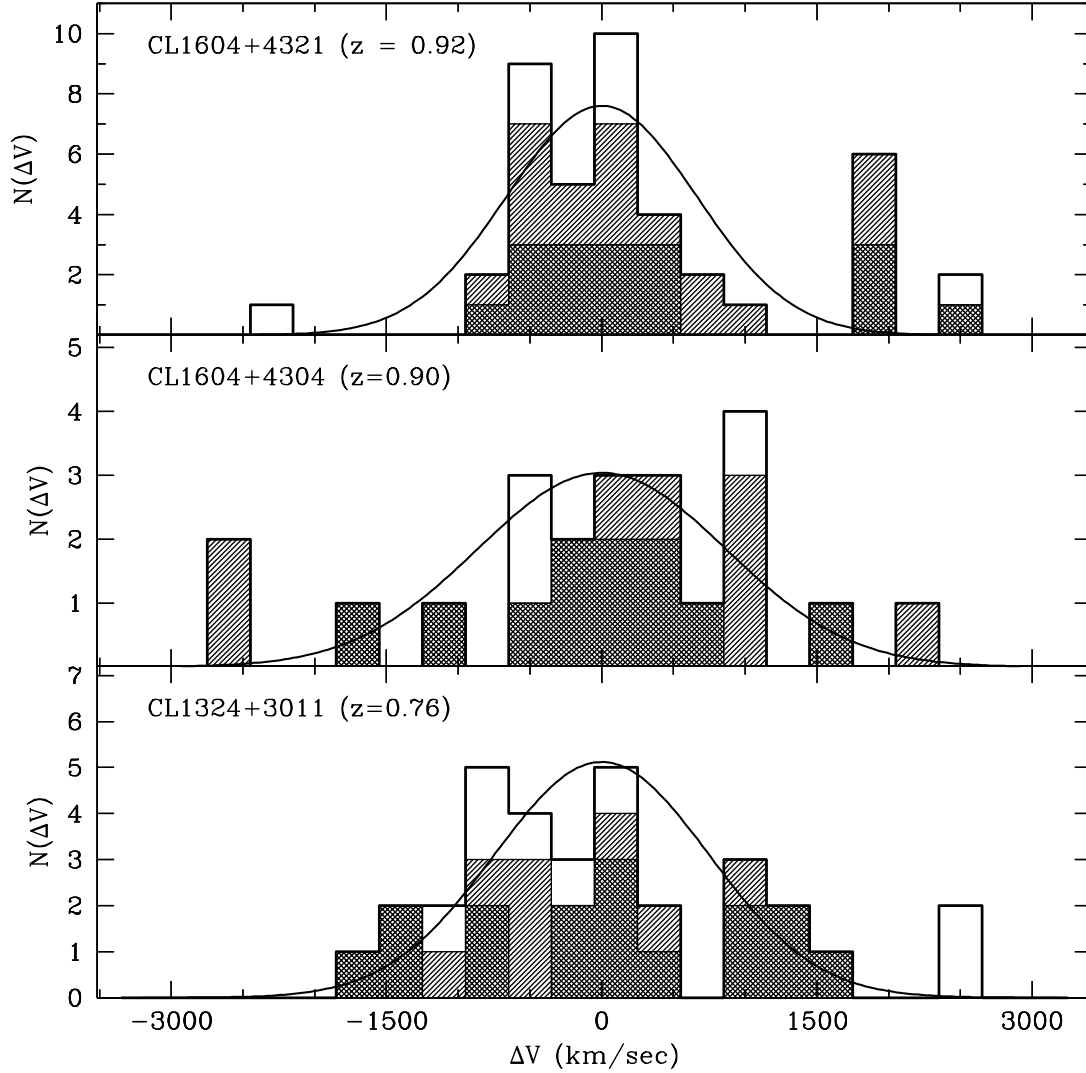 CL1604+4321 (z = 0.92)
10
8
6
4
2
N(ΔV)
CL1604+4304 (z=0.90)
5
4
3
2
1
N(ΔV)
CL1324+3011 (z=0.76)
7
6
5
4
3
2
1
0
N(ΔV)
−3000 −1500 0 1500 3000
ΔV (km/sec)